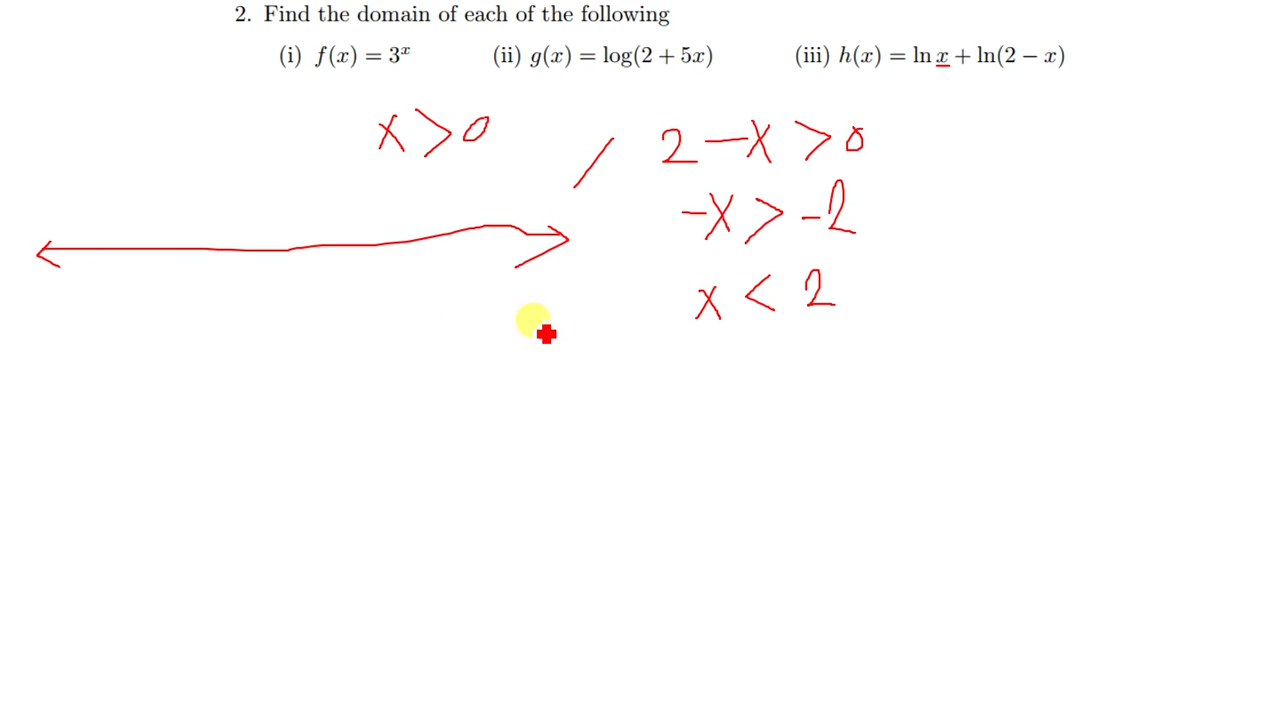 2. Find the domain of each of the following
(i) f(x) = 3^x (ii) g(x) = log(2 + 5x) (iii) h(x) = ln x + ln(2 − x)
x > 0 / 2 − x > 0
−x > −2
x < 2